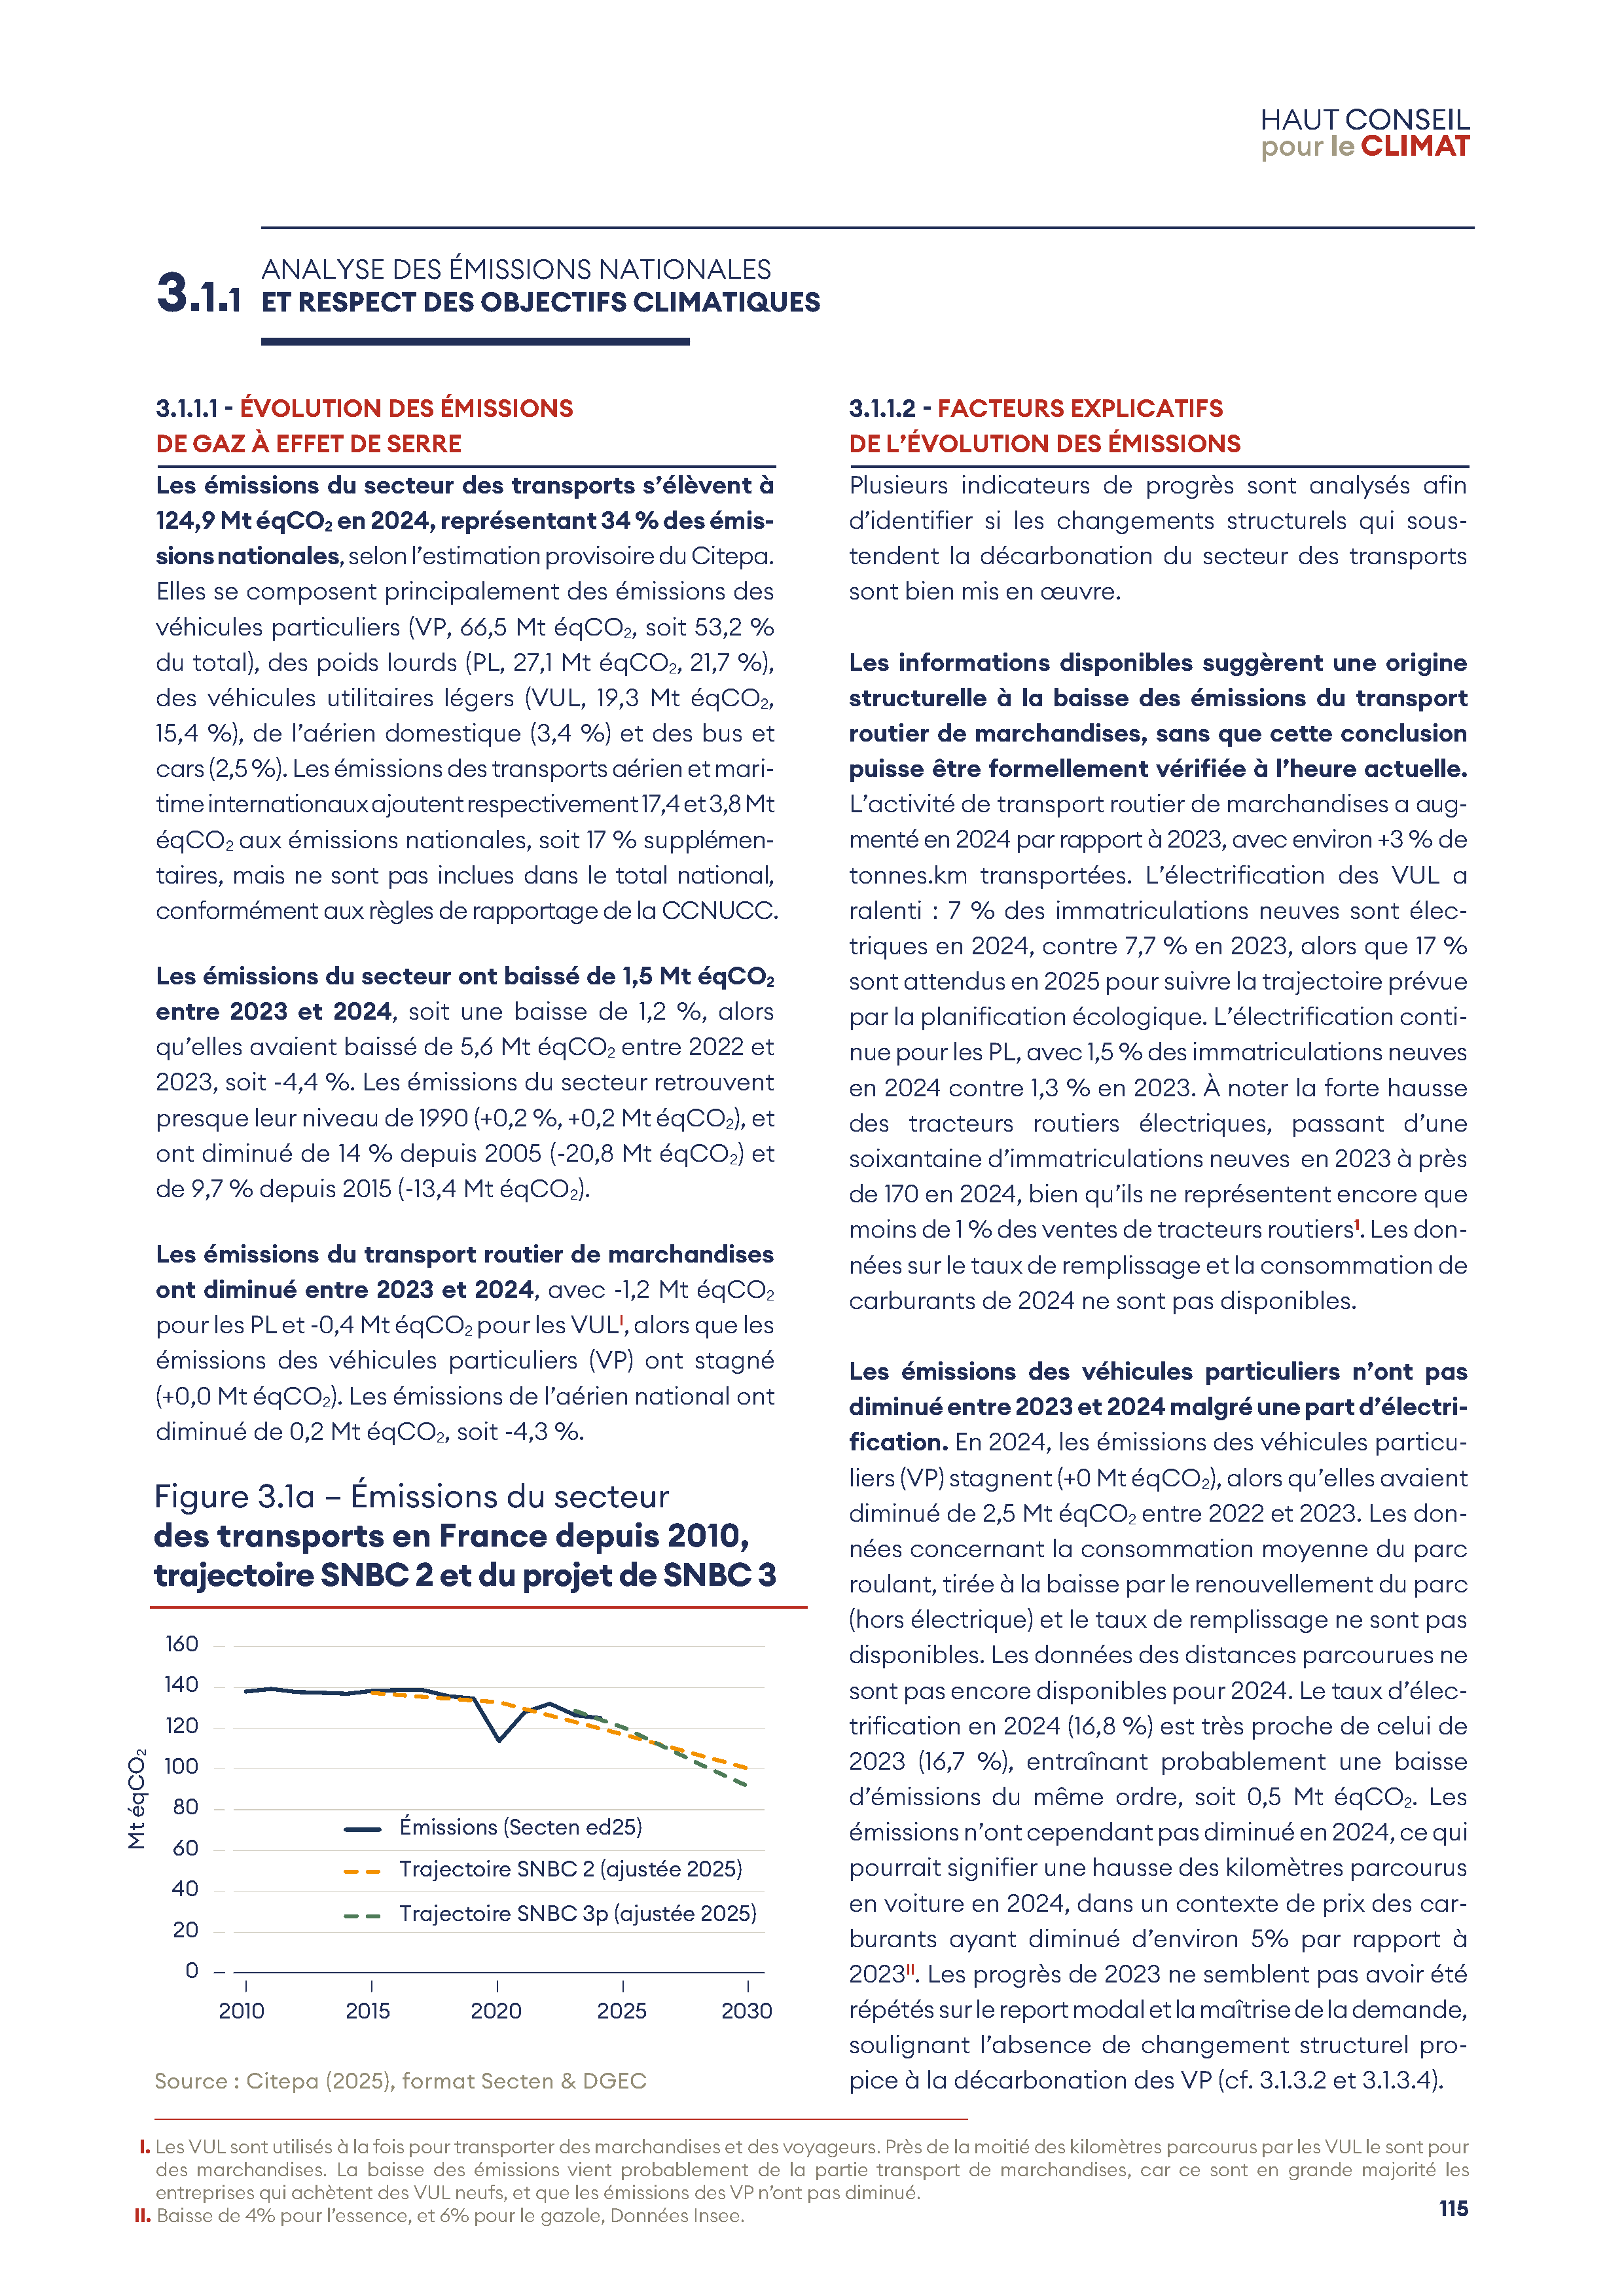 HAUT CONSEIL
pour le CLIMAT
3.1.1
ANALYSE DES ÉMISSIONS NATIONALES
ET RESPECT DES OBJECTIFS CLIMATIQUES
3.1.1.1 - ÉVOLUTION DES ÉMISSIONS
DE GAZ À EFFET DE SERRE
Les émissions du secteur des transports s'élèvent à
124,9 Mt éqCO₂ en 2024, représentant 34 % des émis-
sions nationales, selon l'estimation provisoire du Citepa.
Elles se composent principalement des émissions des
véhicules particuliers (VP, 66,5 Mt éqCO₂, soit 53,2 %
du total), des poids lourds (PL, 27,1 Mt éqCO₂, 21,7 %),
des véhicules utilitaires légers (VUL, 19,3 Mt éqCO₂,
15,4 %), de l'aérien domestique (3,4 %) et des bus et
cars (2,5 %). Les émissions des transports aérien et mari-
time internationaux ajoutent respectivement 17,4 et 3,8 Mt
éqCO₂ aux émissions nationales, soit 17 % supplémen-
taires, mais ne sont pas inclues dans le total national,
conformément aux règles de rapportage de la CCNUCC.
Les émissions du secteur ont baissé de 1,5 Mt éqCO₂
entre 2023 et 2024, soit une baisse de 1,2 %, alors
qu'elles avaient baissé de 5,6 Mt éqCO₂ entre 2022 et
2023, soit -4,4 %. Les émissions du secteur retrouvent
presque leur niveau de 1990 (+0,2 %, +0,2 Mt éqCO₂), et
ont diminué de 14 % depuis 2005 (-20,8 Mt éqCO₂) et
de 9,7 % depuis 2015 (-13,4 Mt éqCO₂).
Les émissions du transport routier de marchandises
ont diminué entre 2023 et 2024, avec -1,2 Mt éqCO₂
pour les PL et -0,4 Mt éqCO₂ pour les VULᴵ, alors que les
émissions des véhicules particuliers (VP) ont stagné
(+0,0 Mt éqCO₂). Les émissions de l'aérien national ont
diminué de 0,2 Mt éqCO₂, soit -4,3 %.
Figure 3.1a – Émissions du secteur
des transports en France depuis 2010,
trajectoire SNBC 2 et du projet de SNBC 3
Mt éqCO₂
160
140
120
100
80
60
40
20
0
Émissions (Secten ed25)
Trajectoire SNBC 2 (ajustée 2025)
Trajectoire SNBC 3p (ajustée 2025)
2010 2015 2020 2025 2030
Source : Citepa (2025), format Secten & DGEC
3.1.1.2 - FACTEURS EXPLICATIFS
DE L'ÉVOLUTION DES ÉMISSIONS
Plusieurs indicateurs de progrès sont analysés afin
d'identifier si les changements structurels qui sous-
tendent la décarbonation du secteur des transports
sont bien mis en œuvre.
Les informations disponibles suggèrent une origine
structurelle à la baisse des émissions du transport
routier de marchandises, sans que cette conclusion
puisse être formellement vérifiée à l'heure actuelle.
L'activité de transport routier de marchandises a aug-
menté en 2024 par rapport à 2023, avec environ +3 % de
tonnes.km transportées. L'électrification des VUL a
ralenti : 7 % des immatriculations neuves sont élec-
triques en 2024, contre 7,7 % en 2023, alors que 17 %
sont attendus en 2025 pour suivre la trajectoire prévue
par la planification écologique. L'électrification conti-
nue pour les PL, avec 1,5 % des immatriculations neuves
en 2024 contre 1,3 % en 2023. À noter la forte hausse
des tracteurs routiers électriques, passant d'une
soixantaine d'immatriculations neuves en 2023 à près
de 170 en 2024, bien qu'ils ne représentent encore que
moins de 1 % des ventes de tracteurs routiers¹. Les don-
nées sur le taux de remplissage et la consommation de
carburants de 2024 ne sont pas disponibles.
Les émissions des véhicules particuliers n'ont pas
diminué entre 2023 et 2024 malgré une part d'électri-
fication. En 2024, les émissions des véhicules particu-
liers (VP) stagnent (+0 Mt éqCO₂), alors qu'elles avaient
diminué de 2,5 Mt éqCO₂ entre 2022 et 2023. Les don-
nées concernant la consommation moyenne du parc
roulant, tirée à la baisse par le renouvellement du parc
(hors électrique) et le taux de remplissage ne sont pas
disponibles. Les données des distances parcourues ne
sont pas encore disponibles pour 2024. Le taux d'élec-
trification en 2024 (16,8 %) est très proche de celui de
2023 (16,7 %), entraînant probablement une baisse
d'émissions du même ordre, soit 0,5 Mt éqCO₂. Les
émissions n'ont cependant pas diminué en 2024, ce qui
pourrait signifier une hausse des kilomètres parcourus
en voiture en 2024, dans un contexte de prix des car-
burants ayant diminué d'environ 5% par rapport à
2023ᴵᴵ. Les progrès de 2023 ne semblent pas avoir été
répétés sur le report modal et la maîtrise de la demande,
soulignant l'absence de changement structurel pro-
pice à la décarbonation des VP (cf. 3.1.3.2 et 3.1.3.4).
I. Les VUL sont utilisés à la fois pour transporter des marchandises et des voyageurs. Près de la moitié des kilomètres parcourus par les VUL le sont pour
des marchandises. La baisse des émissions vient probablement de la partie transport de marchandises, car ce sont en grande majorité les
entreprises qui achètent des VUL neufs, et que les émissions des VP n'ont pas diminué.
II. Baisse de 4% pour l'essence, et 6% pour le gazole, Données Insee.
115